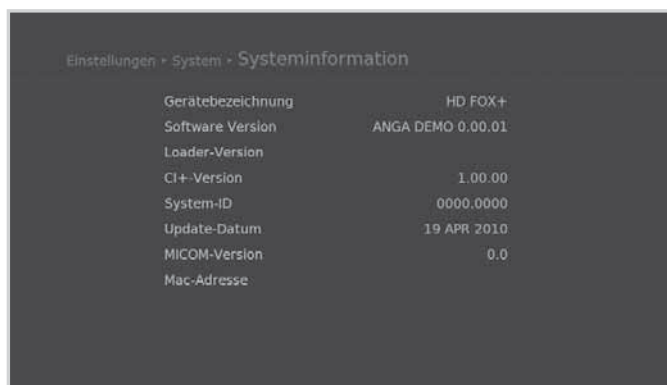 Einstellungen ▸ System ▸ Systeminformation
Gerätebezeichnung HD FOX+
Software Version ANGA DEMO 0.00.01
Loader-Version
CI+-Version 1.00.00
System-ID 0000.0000
Update-Datum 19 APR 2010
MICOM-Version 0.0
Mac-Adresse